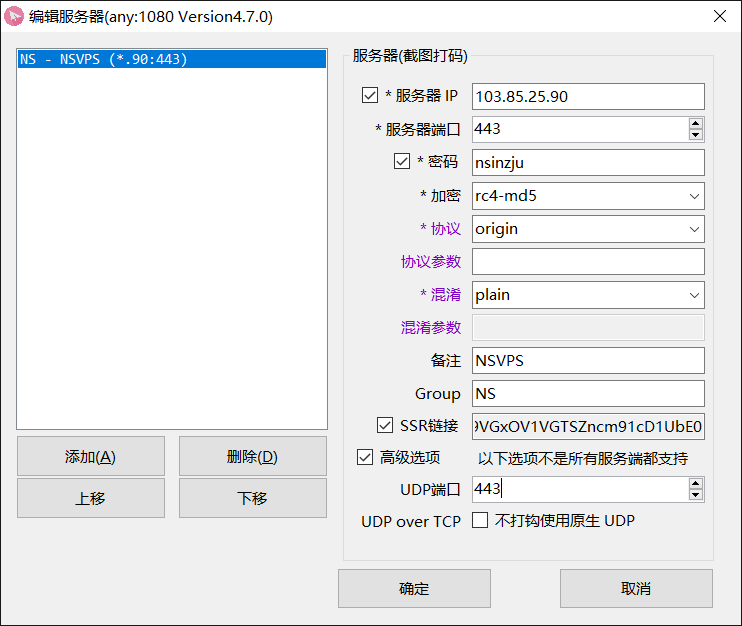 编辑服务器(any:1080 Version4.7.0)
NS - NSVPS (*.90:443)
添加(A)
删除(D)
上移
下移
服务器(截图打码)
* 服务器 IP 103.85.25.90
* 服务器端口 443
* 密码 nsinzju
* 加密 rc4-md5
* 协议 origin
协议参数
* 混淆 plain
混淆参数
备注 NSVPS
Group NS
SSR链接 9VGxOV1VGTSZncm91cD1UbE0
高级选项 以下选项不是所有服务端都支持
UDP端口 443
UDP over TCP 不打钩使用原生 UDP
确定
取消